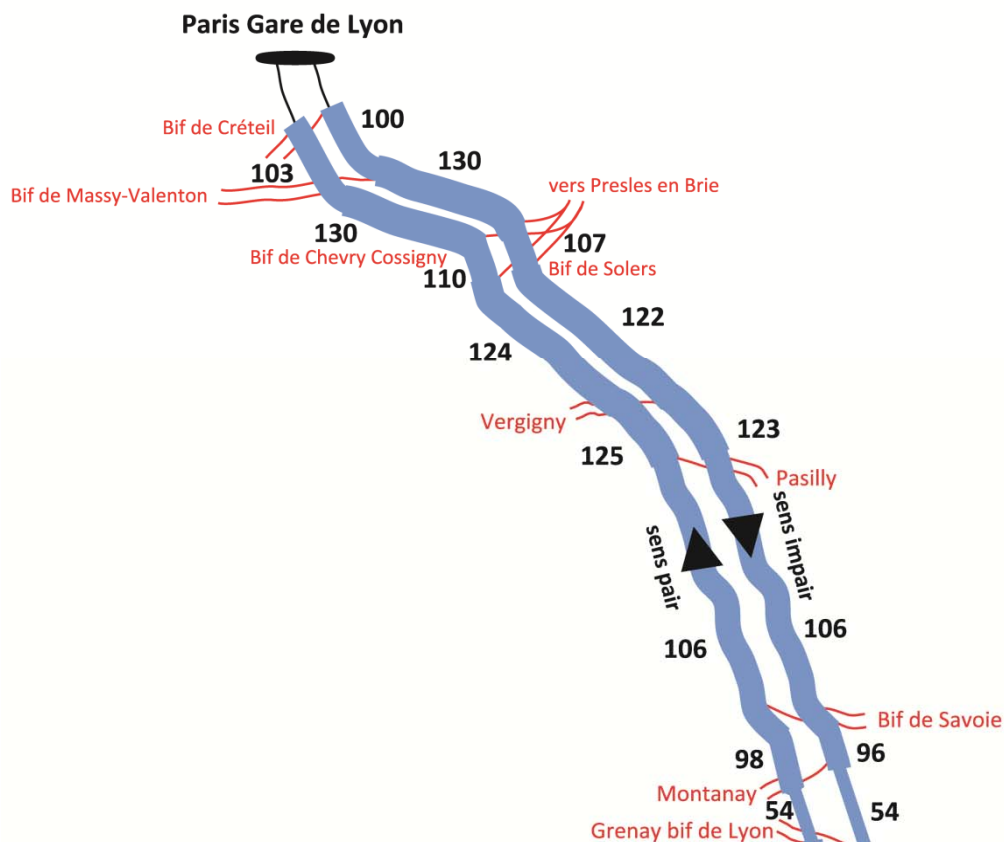 Paris Gare de Lyon
100
Bif de Créteil
130
103
vers Presles en Brie
Bif de Massy-Valenton
130
107
Bif de Chevry Cossigny
Bif de Solers
110
122
124
Vergigny
123
125
Pasilly
sens impair
sens pair
106
106
Bif de Savoie
98
96
Montanay
54
54
Grenay bif de Lyon